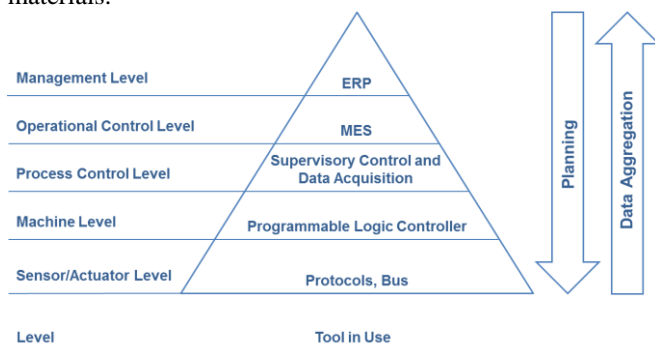 materials.
Management Level
ERP
Operational Control Level
MES
Process Control Level
Supervisory Control and
Data Acquisition
Machine Level
Programmable Logic Controller
Sensor/Actuator Level
Protocols, Bus
Level
Tool in Use
Planning
Data Aggregation